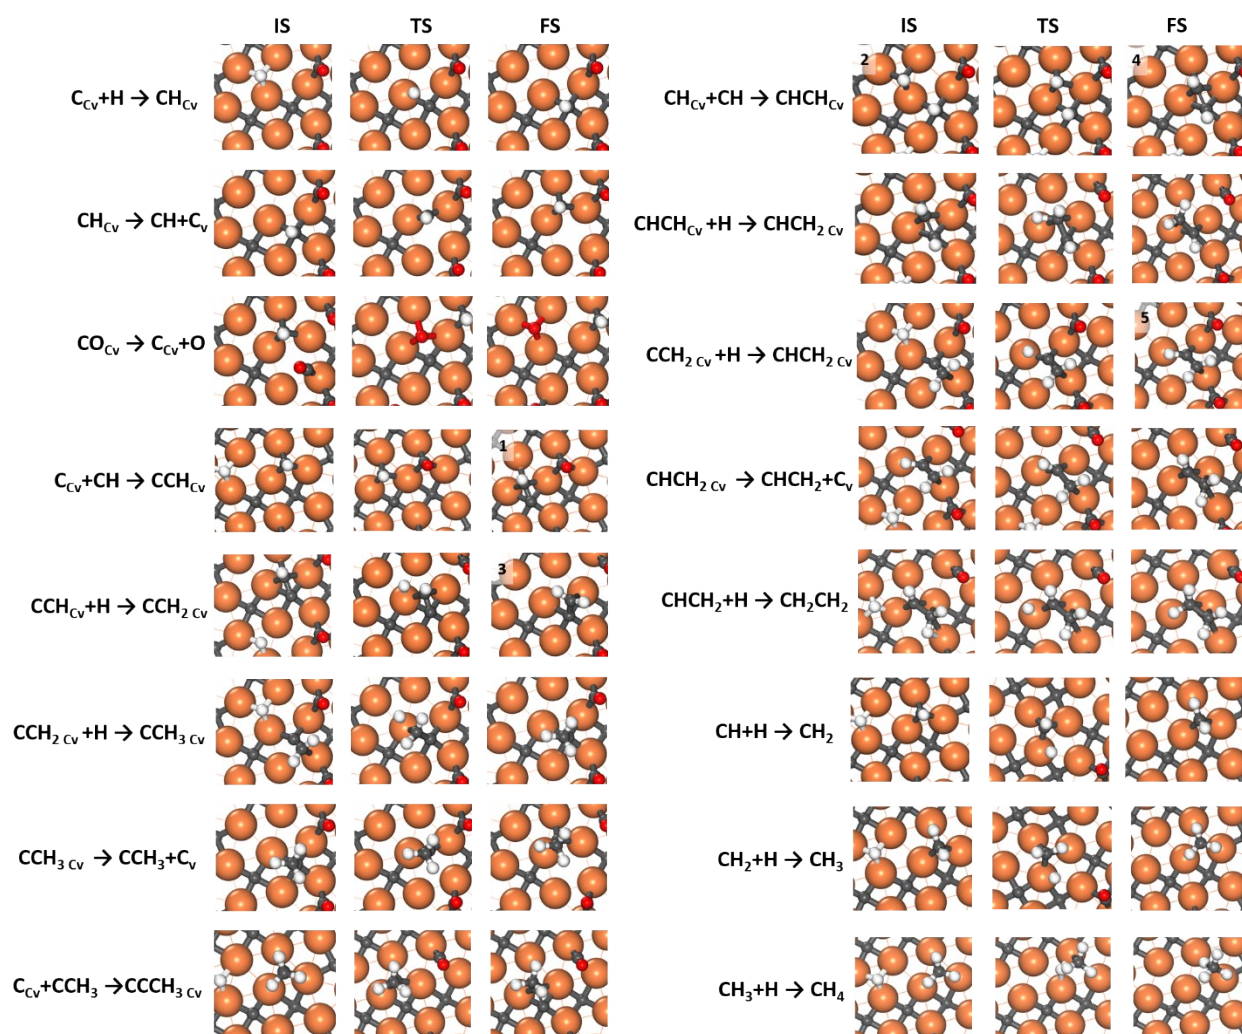 IS TS FS
C_Cv+H → CH_Cv
CH_Cv → CH+C_v
CO_Cv → C_Cv+O
C_Cv+CH → CCH_Cv
1
CCH_Cv+H → CCH_2 Cv
3
CCH_2 Cv+H → CCH_3 Cv
CCH_3 Cv → CCH_3+C_v
C_Cv+CCH_3 →CCCH_3 Cv
IS TS FS
CH_Cv+CH → CHCH_Cv
2
4
CHCH_Cv+H → CHCH_2 Cv
CCH_2 Cv+H → CHCH_2 Cv
5
CHCH_2 Cv → CHCH_2+C_v
CHCH_2+H → CH_2CH_2
CH+H → CH_2
CH_2+H → CH_3
CH_3+H → CH_4